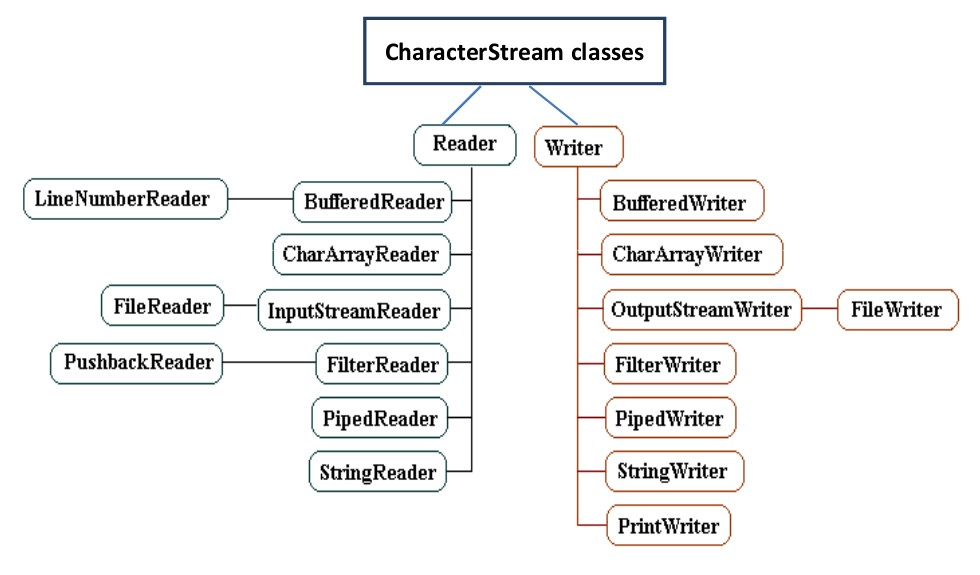 CharacterStream classes
Reader
Writer
LineNumberReader
BufferedReader
BufferedWriter
CharArrayReader
CharArrayWriter
FileReader
InputStreamReader
OutputStreamWriter
FileWriter
PushbackReader
FilterReader
FilterWriter
PipedReader
PipedWriter
StringReader
StringWriter
PrintWriter